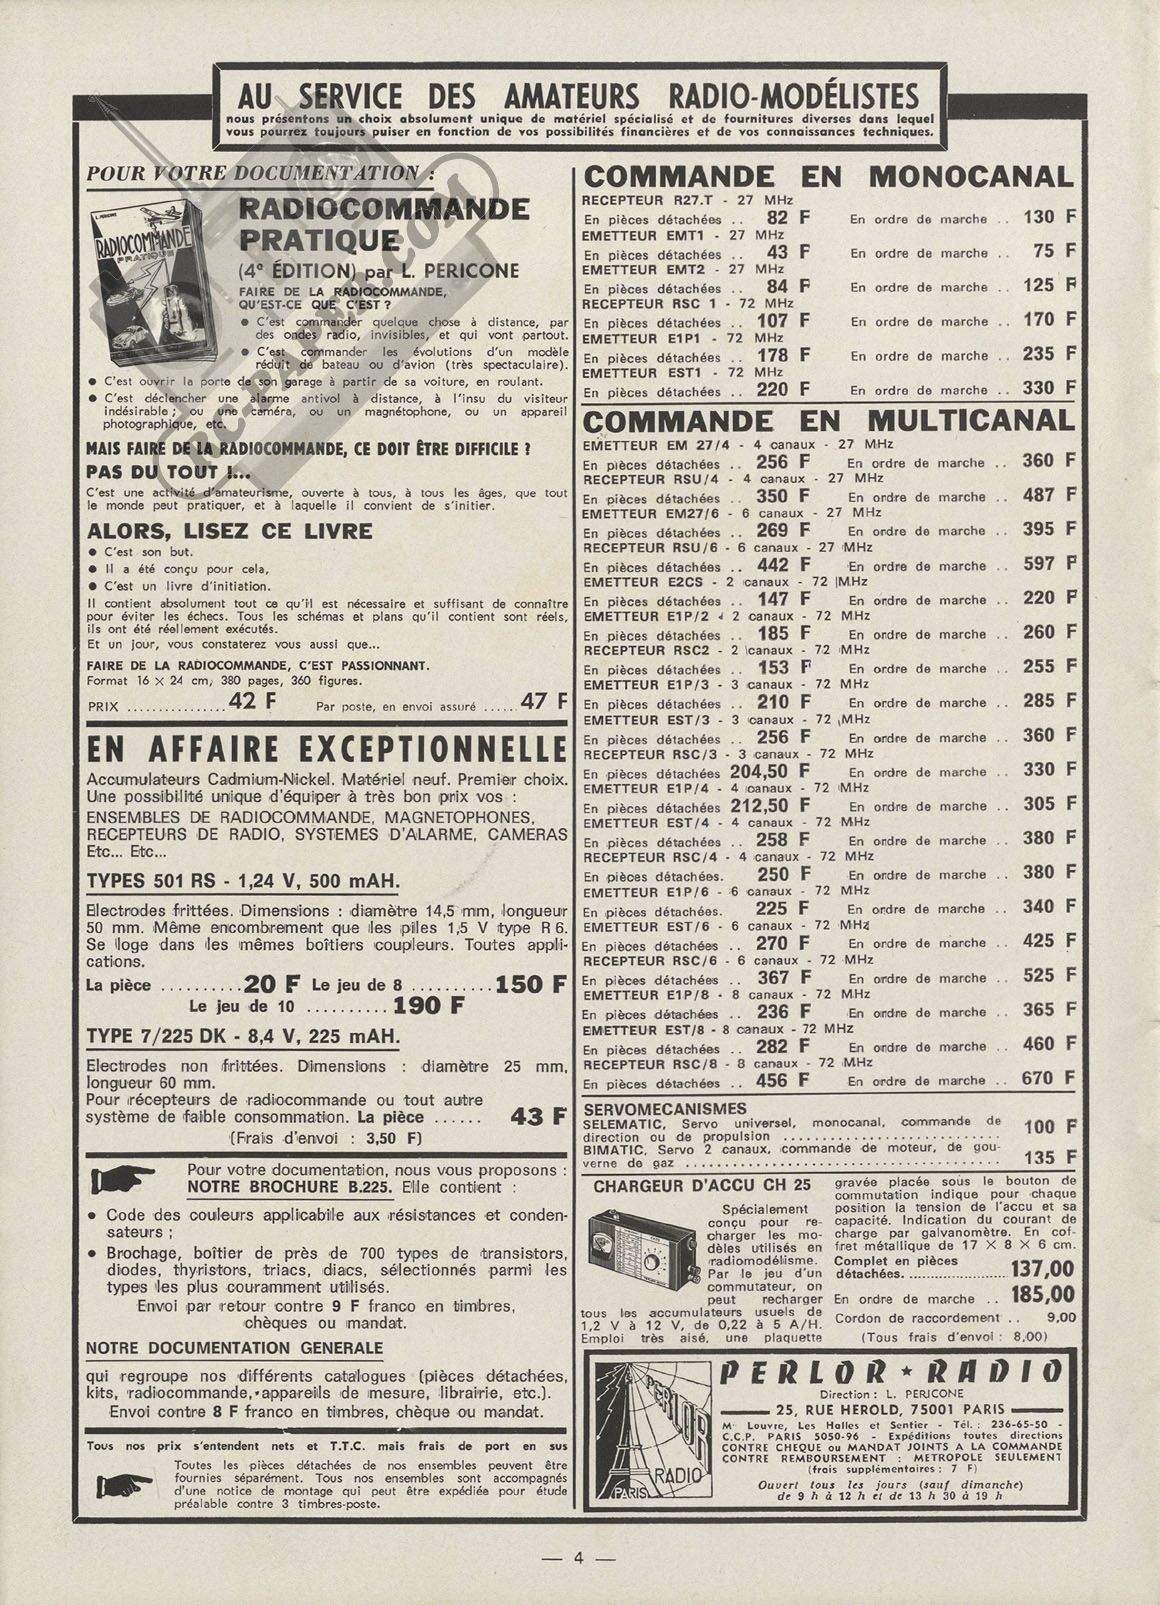 AU SERVICE DES AMATEURS RADIO-MODÉLISTES
nous présentons un choix absolument unique de matériel spécialisé et de fournitures diverses dans lequel
vous pourrez toujours puiser en fonction de vos possibilités financières et de vos connaissances techniques.
POUR VOTRE DOCUMENTATION :
L. PERICONE
RADIOCOMMANDE
PRATIQUE
RADIOCOMMANDE
PRATIQUE
(4e ÉDITION) par L. PERICONE
FAIRE DE LA RADIOCOMMANDE,
QU'EST-CE QUE C'EST ?
● C'est commander quelque chose à distance, par
des ondes radio, invisibles, et qui vont partout.
● C'est commander les évolutions d'un modèle
réduit de bateau ou d'avion (très spectaculaire).
● C'est ouvrir la porte de son garage à partir de sa voiture, en roulant.
● C'est déclencher une alarme antivol à distance, à l'insu du visiteur
indésirable ; ou une caméra, ou un magnétophone, ou un appareil
photographique, etc.
MAIS FAIRE DE LA RADIOCOMMANDE, CE DOIT ÊTRE DIFFICILE ?
PAS DU TOUT !...
C'est une activité d'amateurisme, ouverte à tous, à tous les âges, que tout
le monde peut pratiquer, et à laquelle il convient de s'initier.
ALORS, LISEZ CE LIVRE
● C'est son but.
● Il a été conçu pour cela,
● C'est un livre d'initiation.
Il contient absolument tout ce qu'il est nécessaire et suffisant de connaître
pour éviter les échecs. Tous les schémas et plans qu'il contient sont réels,
ils ont été réellement exécutés.
Et un jour, vous constaterez vous aussi que...
FAIRE DE LA RADIOCOMMANDE, C'EST PASSIONNANT.
Format 16 × 24 cm, 380 pages, 360 figures.
PRIX ................ 42 F Par poste, en envoi assuré ...... 47 F
EN AFFAIRE EXCEPTIONNELLE
Accumulateurs Cadmium-Nickel. Matériel neuf. Premier choix.
Une possibilité unique d'équiper à très bon prix vos :
ENSEMBLES DE RADIOCOMMANDE, MAGNETOPHONES,
RECEPTEURS DE RADIO, SYSTEMES D'ALARME, CAMERAS
Etc... Etc...
TYPES 501 RS - 1,24 V, 500 mAH.
Electrodes frittées. Dimensions : diamètre 14,5 mm, longueur
50 mm. Même encombrement que les piles 1,5 V type R 6.
Se loge dans les mêmes boîtiers coupleurs. Toutes appli-
cations.
La pièce .......... 20 F Le jeu de 8 .......... 150 F
Le jeu de 10 .......... 190 F
TYPE 7/225 DK - 8,4 V, 225 mAH.
Electrodes non frittées. Dimensions : diamètre 25 mm,
longueur 60 mm.
Pour récepteurs de radiocommande ou tout autre
système de faible consommation. La pièce ...... 43 F
(Frais d'envoi : 3,50 F)
Pour votre documentation, nous vous proposons :
NOTRE BROCHURE B.225. Elle contient :
● Code des couleurs applicabile aux résistances et conden-
sateurs ;
● Brochage, boîtier de près de 700 types de transistors,
diodes, thyristors, triacs, diacs, sélectionnés parmi les
types les plus couramment utilisés.
Envoi par retour contre 9 F franco en timbres,
chèques ou mandat.
NOTRE DOCUMENTATION GENERALE
qui regroupe nos différents catalogues (pièces détachées,
kits, radiocommande, appareils de mesure, librairie, etc.).
Envoi contre 8 F franco en timbres, chèque ou mandat.
Tous nos prix s'entendent nets et T.T.C. mais frais de port en sus
Toutes les pièces détachées de nos ensembles peuvent être
fournies séparément. Tous nos ensembles sont accompagnés
d'une notice de montage qui peut être expédiée pour étude
préalable contre 3 timbres-poste.
COMMANDE EN MONOCANAL
RECEPTEUR R27.T - 27 MHz
En pièces détachées .. 82 F En ordre de marche .. 130 F
EMETTEUR EMT1 - 27 MHz
En pièces détachées .. 43 F En ordre de marche .. 75 F
EMETTEUR EMT2 - 27 MHz
En pièces détachées .. 84 F En ordre de marche .. 125 F
RECEPTEUR RSC 1 - 72 MHz
En pièces détachées .. 107 F En ordre de marche .. 170 F
EMETTEUR E1P1 - 72 MHz
En pièces détachées .. 178 F En ordre de marche .. 235 F
EMETTEUR EST1 - 72 MHz
En pièces détachées .. 220 F En ordre de marche .. 330 F
COMMANDE EN MULTICANAL
EMETTEUR EM 27/4 - 4 canaux - 27 MHz
En pièces détachées .. 256 F En ordre de marche .. 360 F
RECEPTEUR RSU/4 - 4 canaux - 27 MHz
En pièces détachées .. 350 F En ordre de marche .. 487 F
EMETTEUR EM27/6 - 6 canaux - 27 MHz
En pièces détachées .. 269 F En ordre de marche .. 395 F
RECEPTEUR RSU/6 - 6 canaux - 27 MHz
En pièces détachées .. 442 F En ordre de marche .. 597 F
EMETTEUR E2CS - 2 canaux - 72 MHz
En pièces détachées .. 147 F En ordre de marche .. 220 F
EMETTEUR E1P/2 - 2 canaux - 72 MHz
En pièces détachées .. 185 F En ordre de marche .. 260 F
RECEPTEUR RSC2 - 2 canaux - 72 MHz
En pièces détachées .. 153 F En ordre de marche .. 255 F
EMETTEUR E1P/3 - 3 canaux - 72 MHz
En pièces détachées .. 210 F En ordre de marche .. 285 F
EMETTEUR EST/3 - 3 canaux - 72 MHz
En pièces détachées .. 256 F En ordre de marche .. 360 F
RECEPTEUR RSC/3 - 3 canaux - 72 MHz
En pièces détachées 204,50 F En ordre de marche .. 330 F
EMETTEUR E1P/4 - 4 canaux - 72 MHz
En pièces détachées 212,50 F En ordre de marche .. 305 F
EMETTEUR EST/4 - 4 canaux - 72 MHz
En pièces détachées .. 258 F En ordre de marche .. 380 F
RECEPTEUR RSC/4 - 4 canaux - 72 MHz
En pièces détachées. 250 F En ordre de marche .. 380 F
EMETTEUR E1P/6 - 6 canaux - 72 MHz
En pièces détachées. 225 F En ordre de marche .. 340 F
EMETTEUR EST/6 - 6 canaux - 72 MHz
En pièces détachées .. 270 F En ordre de marche .. 425 F
RECEPTEUR RSC/6 - 6 canaux - 72 MHz
En pièces détachées .. 367 F En ordre de marche .. 525 F
EMETTEUR E1P/8 - 8 canaux - 72 MHz
En pièces détachées .. 236 F En ordre de marche .. 365 F
EMETTEUR EST/8 - 8 canaux - 72 MHz
En pièces détachées .. 282 F En ordre de marche .. 460 F
RECEPTEUR RSC/8 - 8 canaux - 72 MHz
En pièces détachées .. 456 F En ordre de marche .. 670 F
SERVOMECANISMES
SELEMATIC, Servo universel, monocanal, commande de
direction ou de propulsion .................... 100 F
BIMATIC, Servo 2 canaux, commande de moteur, de gou-
verne de gaz .................... 135 F
CHARGEUR D'ACCU CH 25
Spécialement
conçu pour re-
charger les mo-
dèles utilisés en
radiomodélisme.
Par le jeu d'un
commutateur, on
peut recharger
tous les accumulateurs usuels de
1,2 V à 12 V, de 0,22 à 5 A/H.
Emploi très aisé, une plaquette
gravée placée sous le bouton de
commutation indique pour chaque
position la tension de l'accu et sa
capacité. Indication du courant de
charge par galvanomètre. En cof-
fret métallique de 17 × 8 × 6 cm.
Complet en pièces
détachées. .................... 137,00
En ordre de marche .. 185,00
Cordon de raccordement .. 9,00
(Tous frais d'envoi : 8,00)
PERLOR
RADIO
PARIS
PERLOR ★ RADIO
Direction : L. PERICONE
25, RUE HEROLD, 75001 PARIS
M° Louvre, Les Halles et Sentier - Tél. : 236-65-50 -
C.C.P. PARIS 5050-96 - Expéditions toutes directions
CONTRE CHEQUE ou MANDAT JOINTS A LA COMMANDE
CONTRE REMBOURSEMENT : METROPOLE SEULEMENT
(frais supplémentaires : 7 F)
Ouvert tous les jours (sauf dimanche)
de 9 h à 12 h et de 13 h 30 à 19 h
— 4 —
RC-PAPER.COM